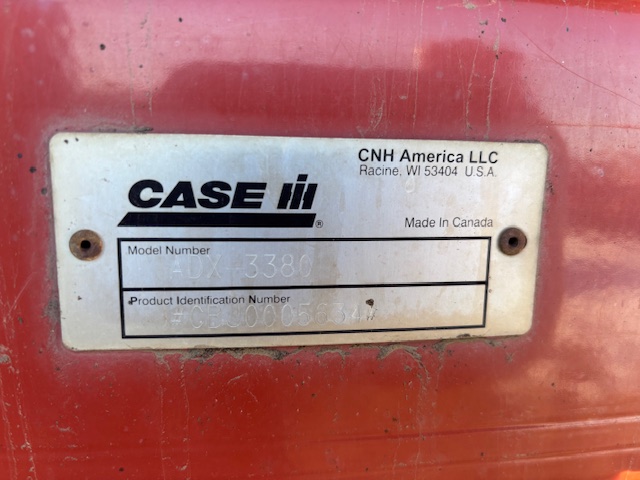 CNH America LLC
Racine, WI 53404 U.S.A.
CASE IH
®
Made In Canada
Model Number
ADX-3380
Product Identification Number